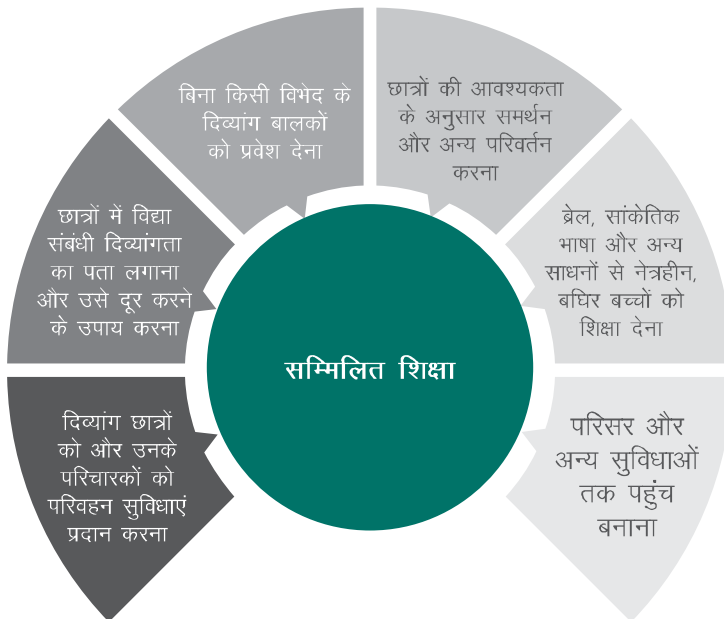 बिना किसी विभेद के
दिव्यांग बालकों
को प्रवेश देना
छात्रों की आवश्यकता
के अनुसार समर्थन
और अन्य परिवर्तन
करना
छात्रों में विद्या
संबंधी दिव्यांगता
का पता लगाना
और उसे दूर करने
के उपाय करना
ब्रेल, सांकेतिक
भाषा और अन्य
साधनों से नेत्रहीन,
बघिर बच्चों को
शिक्षा देना
सम्मिलित शिक्षा
दिव्यांग छात्रों
को और उनके
परिचारकों को
परिवहन सुविधाएं
प्रदान करना
परिसर और
अन्य सुविधाओं
तक पहुंच
बनाना